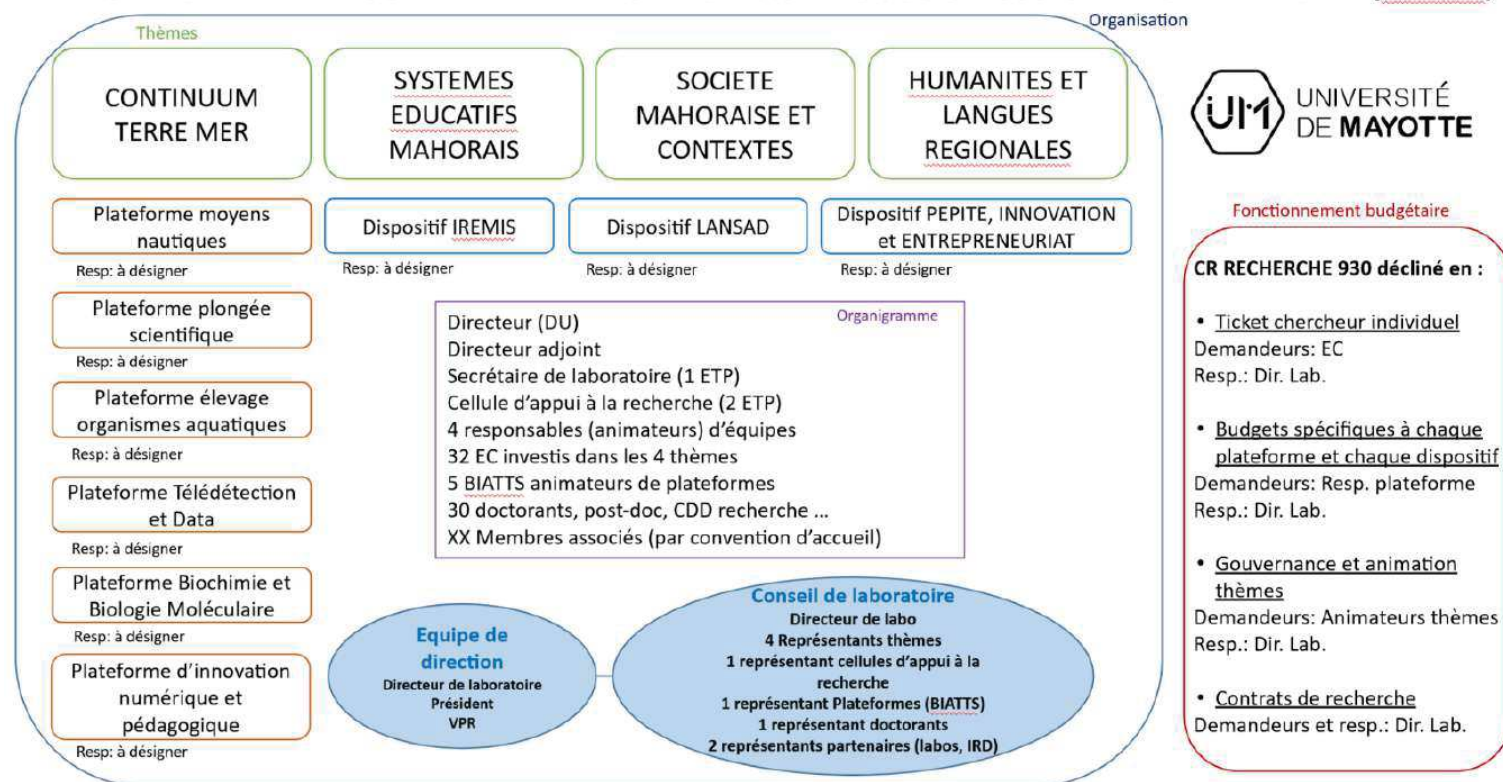 Organisation
Thèmes
CONTINUUM
TERRE MER
SYSTEMES
EDUCATIFS
MAHORAIS
SOCIETE
MAHORAISE ET
CONTEXTES
HUMANITES ET
LANGUES
REGIONALES
UM UNIVERSITÉ
DE MAYOTTE
Plateforme moyens
nautiques
Resp: à désigner
Dispositif IREMIS
Resp: à désigner
Dispositif LANSAD
Resp: à désigner
Dispositif PEPITE, INNOVATION
et ENTREPRENEURIAT
Resp: à désigner
Plateforme plongée
scientifique
Resp: à désigner
Plateforme élevage
organismes aquatiques
Resp: à désigner
Plateforme Télédétection
et Data
Resp: à désigner
Plateforme Biochimie et
Biologie Moléculaire
Resp: à désigner
Plateforme d'innovation
numérique et
pédagogique
Resp: à désigner
Organigramme
Directeur (DU)
Directeur adjoint
Secrétaire de laboratoire (1 ETP)
Cellule d'appui à la recherche (2 ETP)
4 responsables (animateurs) d'équipes
32 EC investis dans les 4 thèmes
5 BIATTS animateurs de plateformes
30 doctorants, post-doc, CDD recherche ...
XX Membres associés (par convention d'accueil)
Equipe de
direction
Directeur de laboratoire
Président
VPR
Conseil de laboratoire
Directeur de labo
4 Représentants thèmes
1 représentant cellules d'appui à la
recherche
1 représentant Plateformes (BIATTS)
1 représentant doctorants
2 représentants partenaires (labos, IRD)
Fonctionnement budgétaire
CR RECHERCHE 930 décliné en :
• Ticket chercheur individuel
Demandeurs: EC
Resp.: Dir. Lab.
• Budgets spécifiques à chaque
plateforme et chaque dispositif
Demandeurs: Resp. plateforme
Resp.: Dir. Lab.
• Gouvernance et animation
thèmes
Demandeurs: Animateurs thèmes
Resp.: Dir. Lab.
• Contrats de recherche
Demandeurs et resp.: Dir. Lab.